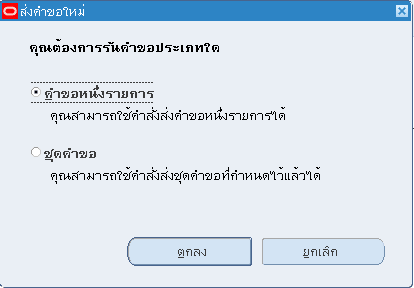 ส่งคำขอใหม่
คุณต้องการรันคำขอประเภทใด
คำขอหนึ่งรายการ
คุณสามารถใช้คำสั่งส่งคำขอหนึ่งรายการได้
ชุดคำขอ
คุณสามารถใช้คำสั่งส่งชุดคำขอที่กำหนดไว้แล้วได้
ตกลง
ยกเลิก